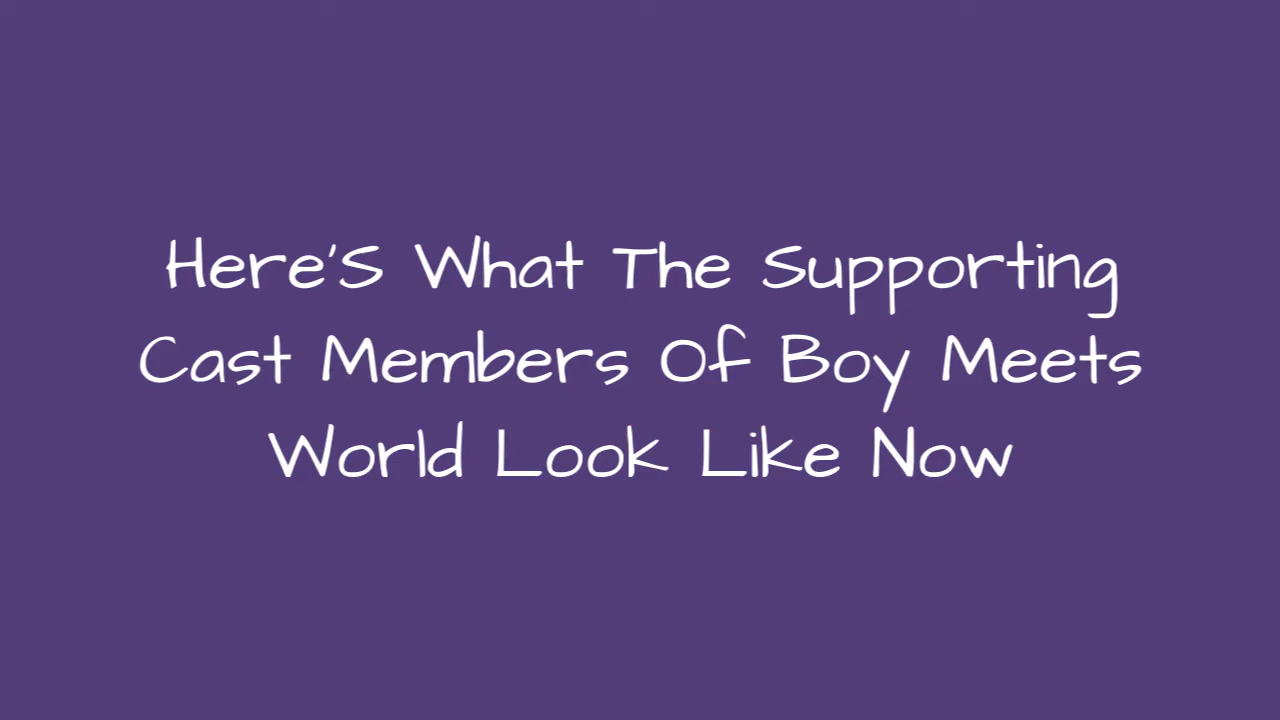 Here'S What The Supporting
Cast Members Of Boy Meets
World Look Like Now